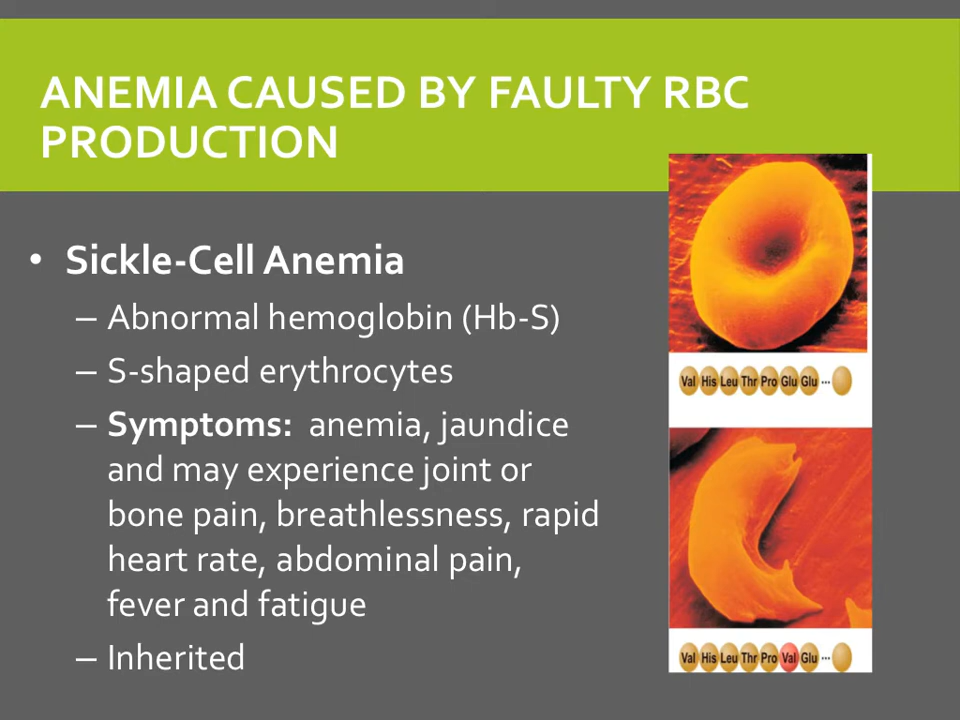 ANEMIA CAUSED BY FAULTY RBC
PRODUCTION
• Sickle-Cell Anemia
– Abnormal hemoglobin (Hb-S)
– S-shaped erythrocytes
– Symptoms: anemia, jaundice
and may experience joint or
bone pain, breathlessness, rapid
heart rate, abdominal pain,
fever and fatigue
– Inherited
Val His Leu Thr Pro Glu Glu ...
Val His Leu Thr Pro Val Glu ...